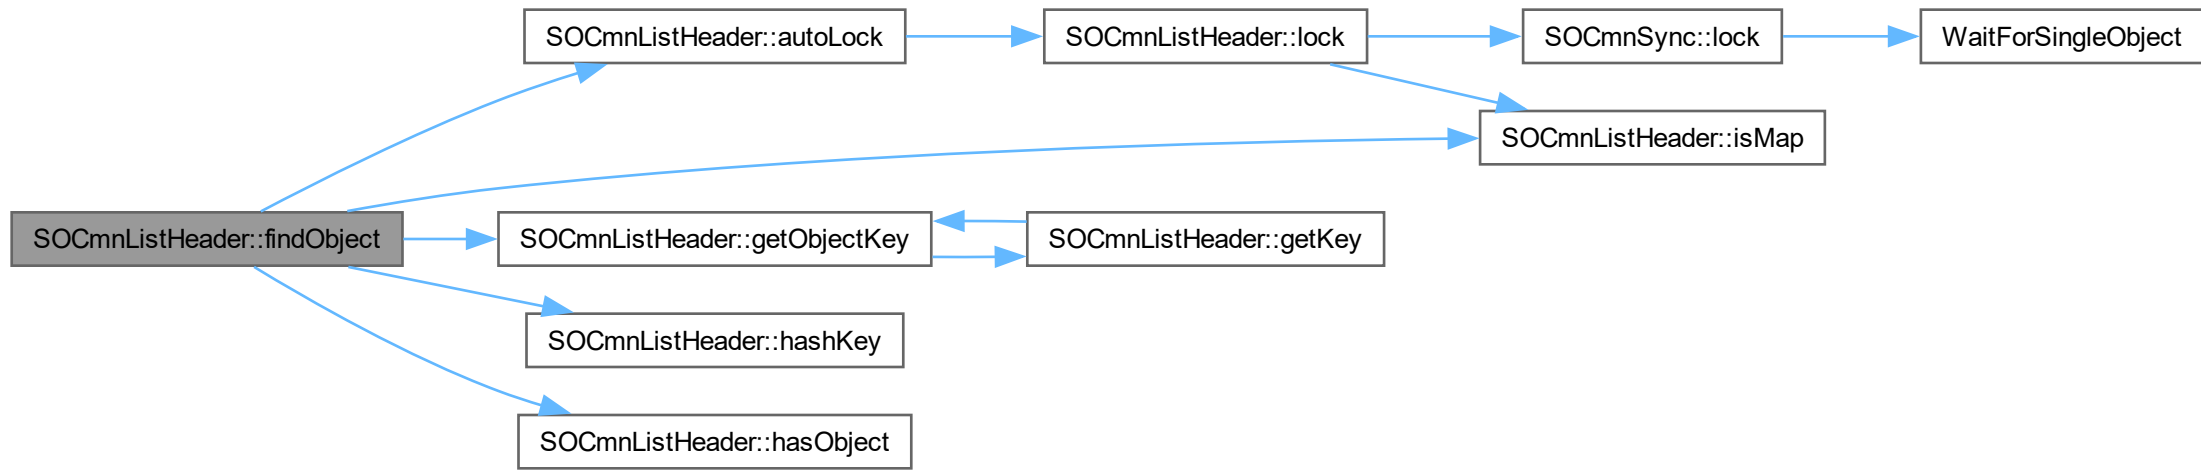 SOCmnListHeader::autoLock
SOCmnListHeader::lock
SOCmnSync::lock
WaitForSingleObject
SOCmnListHeader::isMap
SOCmnListHeader::findObject
SOCmnListHeader::getObjectKey
SOCmnListHeader::getKey
SOCmnListHeader::hashKey
SOCmnListHeader::hasObject